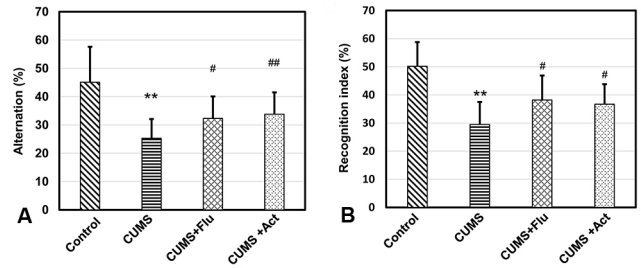 70
60
50
40
30
20
10
0
Alternation (%)
**
#
##
Control
CUMS
CUMS+Flu
CUMS +Act
A
80
70
60
50
40
30
20
10
0
Recognition index (%)
**
#
#
Control
CUMS
CUMS+Flu
CUMS +Act
B